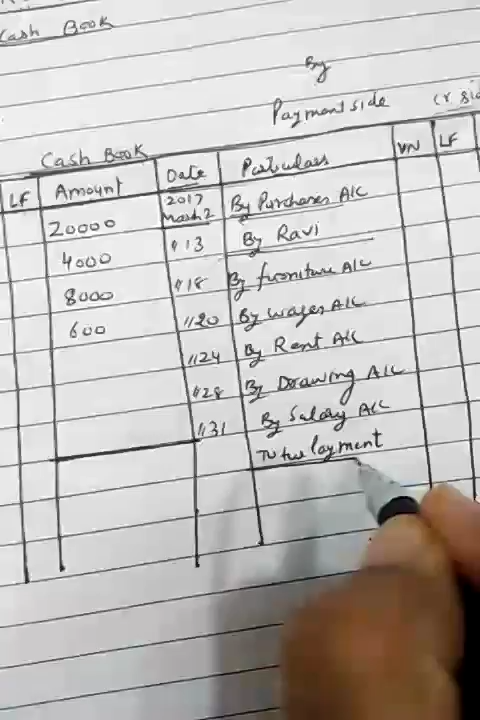 Cash Book
By
Payment side
Cash Book
LF Amount Date Particulars VN LF
20000 2017 March 2 By Purchases A/c
4000 "13 By Ravi
8000 "18 By furniture A/c
600 "20 By wages A/c
"24 By Rent A/c
"28 By Drawing A/c
"31 By Salary A/c
Payment